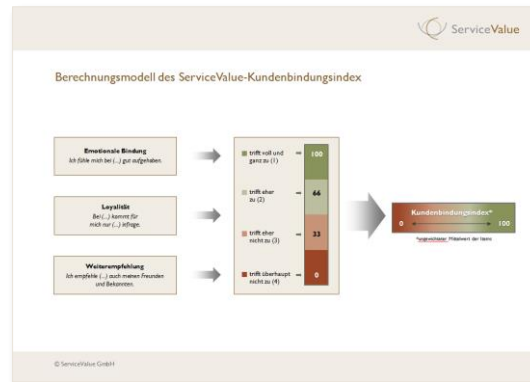 ServiceValue
Berechnungsmodell des ServiceValue-Kundenbindungsindex
Emotionale Bindung
Ich fühle mich bei (...) gut aufgehoben.
Loyalität
Bei (...) kommt für
mich nur (...) infrage.
Weiterempfehlung
Ich empfehle (...) auch meinen Freunden
und Bekannten.
trifft voll und
ganz zu (1)
100
trifft eher
zu (2)
66
trifft eher
nicht zu (3)
33
trifft überhaupt
nicht zu (4)
0
Kundenbindungsindex*
0
100
*ungewichteter Mittelwert der Items
© ServiceValue GmbH